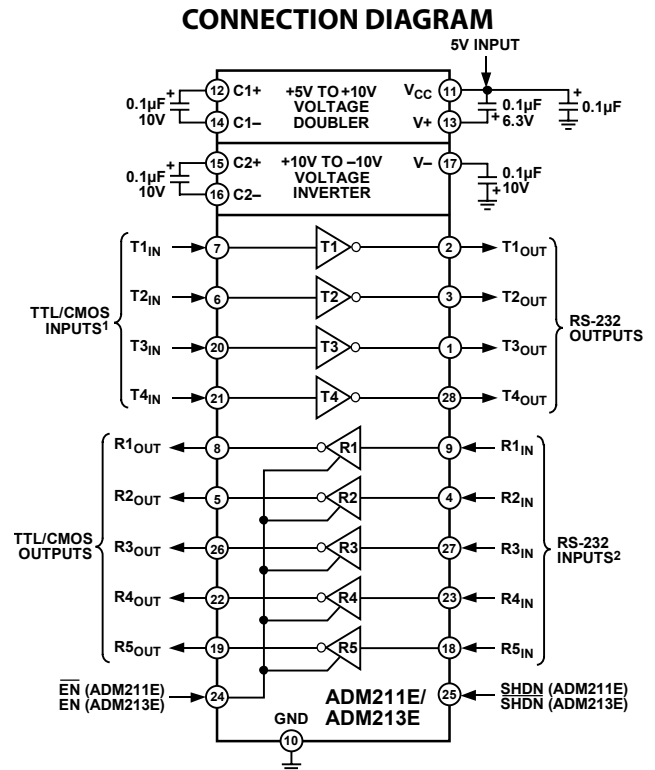 CONNECTION DIAGRAM
5V INPUT
0.1µF
10V
+
12
C1+
14
C1–
+5V TO +10V
VOLTAGE
DOUBLER
VCC
11
V+
13
+
0.1µF
6.3V
+
0.1µF
0.1µF
10V
+
15
C2+
16
C2–
+10V TO –10V
VOLTAGE
INVERTER
V–
17
0.1µF
+
10V
TTL/CMOS
INPUTS1
T1IN 7 T1 2 T1OUT
T2IN 6 T2 3 T2OUT
T3IN 20 T3 1 T3OUT
T4IN 21 T4 28 T4OUT
RS-232
OUTPUTS
TTL/CMOS
OUTPUTS
R1OUT 8 R1 9 R1IN
R2OUT 5 R2 4 R2IN
R3OUT 26 R3 27 R3IN
R4OUT 22 R4 23 R4IN
R5OUT 19 R5 18 R5IN
RS-232
INPUTS2
EN (ADM211E)
EN (ADM213E)
24
ADM211E/
ADM213E
25
SHDN (ADM211E)
SHDN (ADM213E)
GND
10